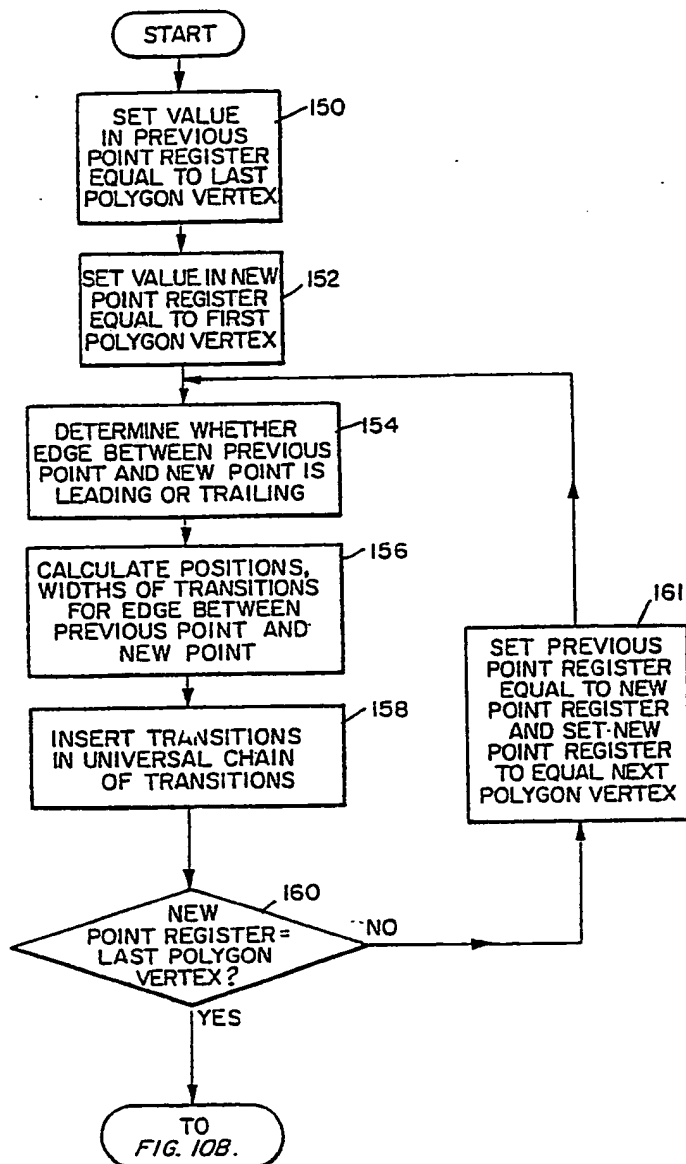 START
150
SET VALUE
IN PREVIOUS
POINT REGISTER
EQUAL TO LAST
POLYGON VERTEX
152
SET VALUE IN NEW
POINT REGISTER
EQUAL TO FIRST
POLYGON VERTEX
154
DETERMINE WHETHER
EDGE BETWEEN PREVIOUS
POINT AND NEW POINT IS
LEADING OR TRAILING
156
CALCULATE POSITIONS,
WIDTHS OF TRANSITIONS
FOR EDGE BETWEEN
PREVIOUS POINT AND
NEW POINT
158
INSERT TRANSITIONS
IN UNIVERSAL CHAIN
OF TRANSITIONS
160
NEW
POINT REGISTER=
LAST POLYGON
VERTEX?
NO
YES
161
SET PREVIOUS
POINT REGISTER
EQUAL TO NEW
POINT REGISTER
AND SET-NEW
POINT REGISTER
TO EQUAL NEXT
POLYGON VERTEX
TO
FIG. 10B.